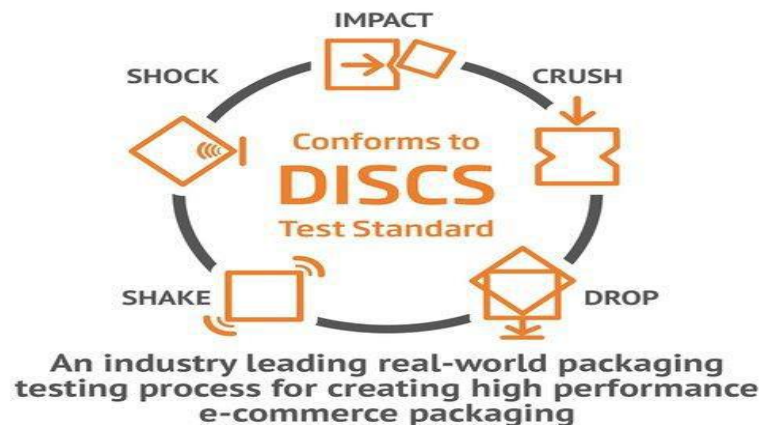 IMPACT
SHOCK
CRUSH
Conforms to
DISCS
Test Standard
SHAKE
DROP
An industry leading real-world packaging
testing process for creating high performance
e-commerce packaging